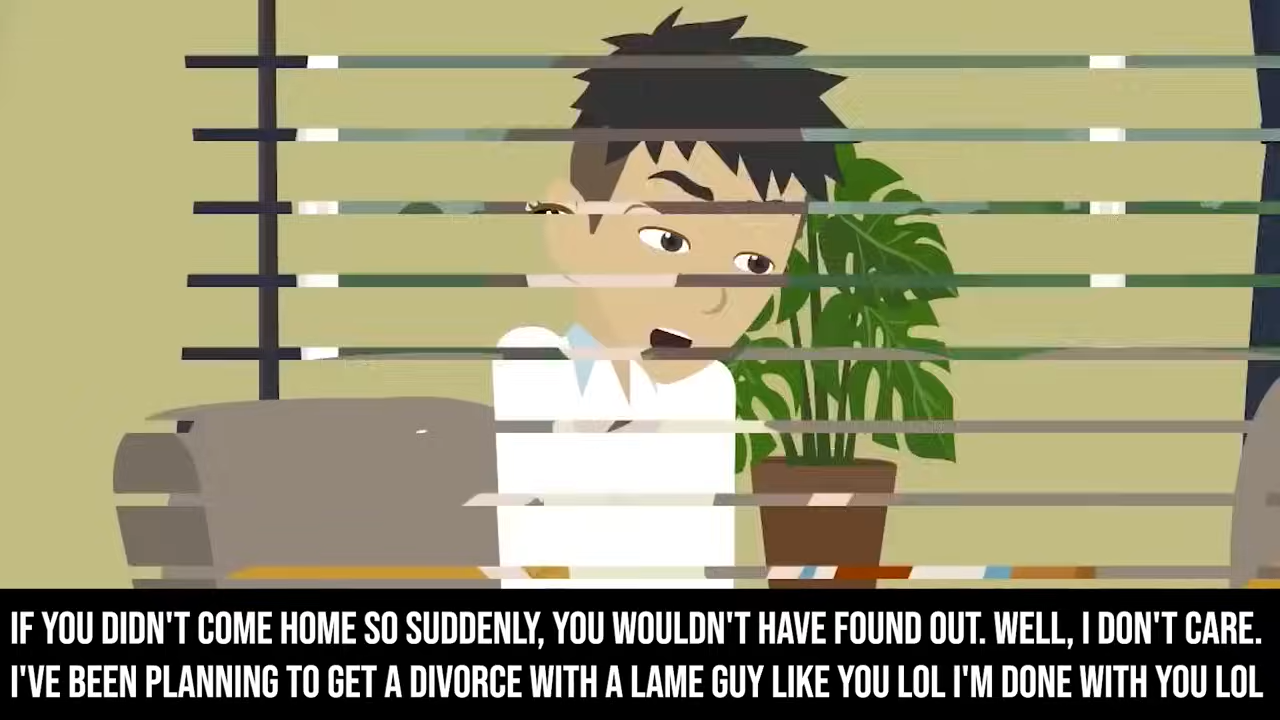 IF YOU DIDN'T COME HOME SO SUDDENLY, YOU WOULDN'T HAVE FOUND OUT. WELL, I DON'T CARE.
I'VE BEEN PLANNING TO GET A DIVORCE WITH A LAME GUY LIKE YOU LOL I'M DONE WITH YOU LOL